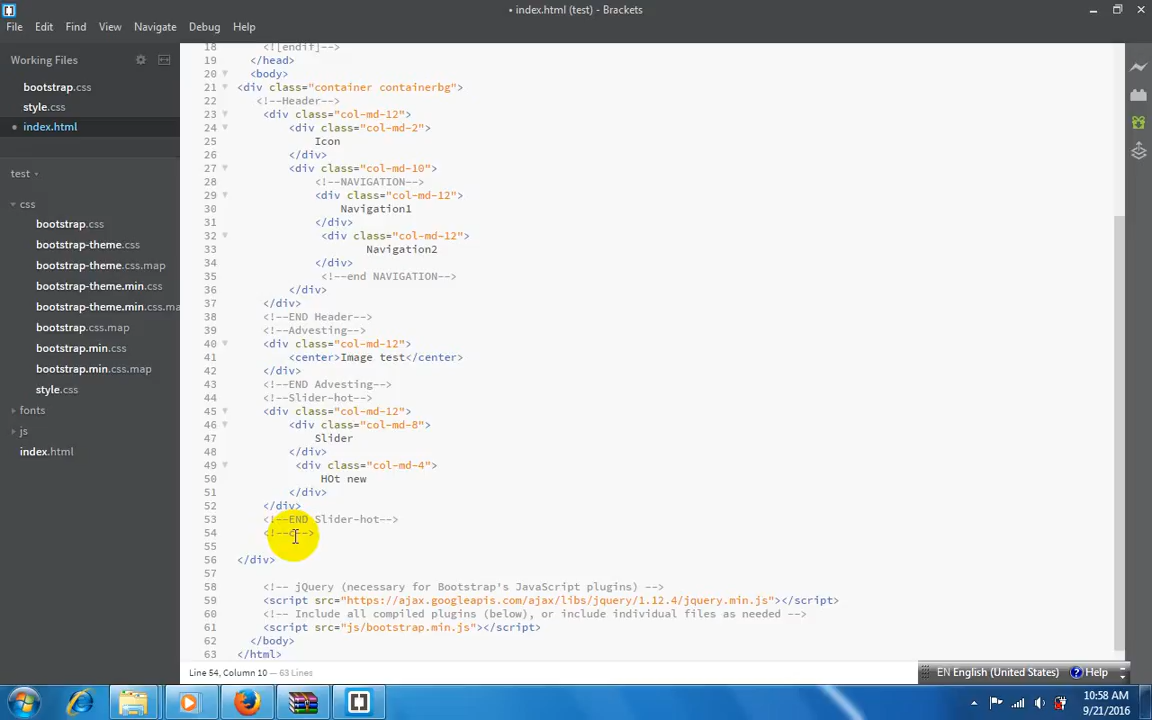 • index.html (test) - Brackets
File Edit Find View Navigate Debug Help
Working Files
bootstrap.css
style.css
• index.html
test
css
bootstrap.css
bootstrap-theme.css
bootstrap-theme.css.map
bootstrap-theme.min.css
bootstrap-theme.min.css.ma
bootstrap.css.map
bootstrap.min.css
bootstrap.min.css.map
style.css
fonts
js
index.html
18 <![endif]-->
19 </head>
20 <body>
21 <div class="container containerbg">
22 <!--Header-->
23 <div class="col-md-12">
24 <div class="col-md-2">
25 Icon
26 </div>
27 <div class="col-md-10">
28 <!--NAVIGATION-->
29 <div class="col-md-12">
30 Navigation1
31 </div>
32 <div class="col-md-12">
33 Navigation2
34 </div>
35 <!--end NAVIGATION-->
36 </div>
37 </div>
38 <!--END Header-->
39 <!--Advesting-->
40 <div class="col-md-12">
41 <center>Image test</center>
42 </div>
43 <!--END Advesting-->
44 <!--Slider-hot-->
45 <div class="col-md-12">
46 <div class="col-md-8">
47 Slider
48 </div>
49 <div class="col-md-4">
50 HOt new
51 </div>
52 </div>
53 <!--END Slider-hot-->
54 <!--c-->
55
56 </div>
57
58 <!-- jQuery (necessary for Bootstrap's JavaScript plugins) -->
59 <script src="https://ajax.googleapis.com/ajax/libs/jquery/1.12.4/jquery.min.js"></script>
60 <!-- Include all compiled plugins (below), or include individual files as needed -->
61 <script src="js/bootstrap.min.js"></script>
62 </body>
63 </html>
Line 54, Column 10 — 63 Lines
EN English (United States) Help
10:58 AM
9/21/2016